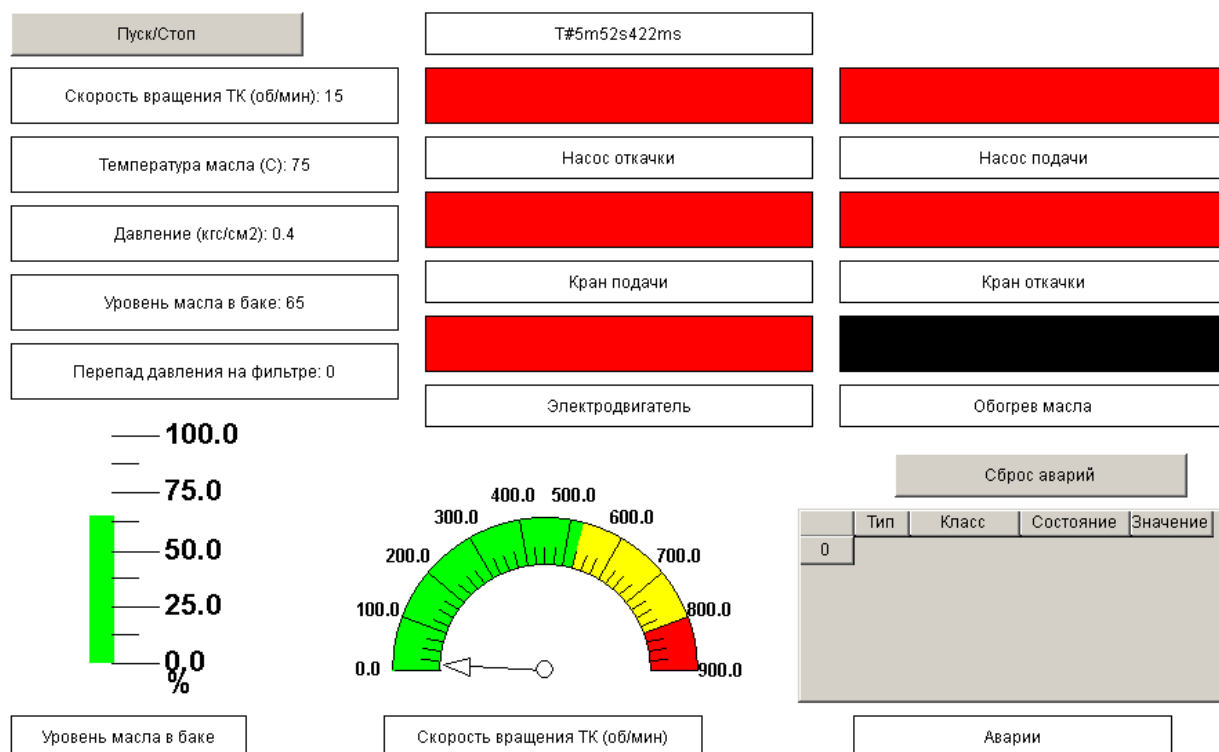 Пуск/Стоп
T#5m52s422ms
Скорость вращения ТК (об/мин): 15
Температура масла (С): 75
Насос откачки
Насос подачи
Давление (кгс/см2): 0.4
Кран подачи
Кран откачки
Уровень масла в баке: 65
Перепад давления на фильтре: 0
Электродвигатель
Обогрев масла
100.0
75.0
50.0
25.0
0.0
%
Уровень масла в баке
0.0
100.0
200.0
300.0
400.0
500.0
600.0
700.0
800.0
900.0
Скорость вращения ТК (об/мин)
Сброс аварий
Тип Класс Состояние Значение
0
Аварии